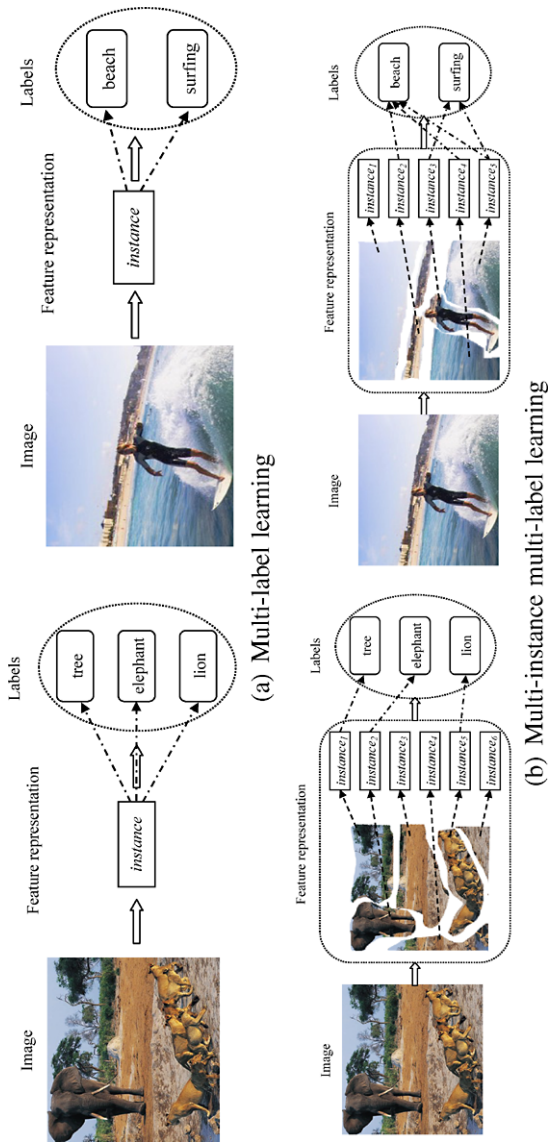 Image
Feature representation
Labels
instance
tree
elephant
lion
Image
Feature representation
Labels
instance
beach
surfing
(a) Multi-label learning
Image
Feature representation
Labels
instance1
instance2
instance3
instance4
instance5
instance6
tree
elephant
lion
Image
Feature representation
Labels
instance1
instance2
instance3
instance4
instance5
beach
surfing
(b) Multi-instance multi-label learning